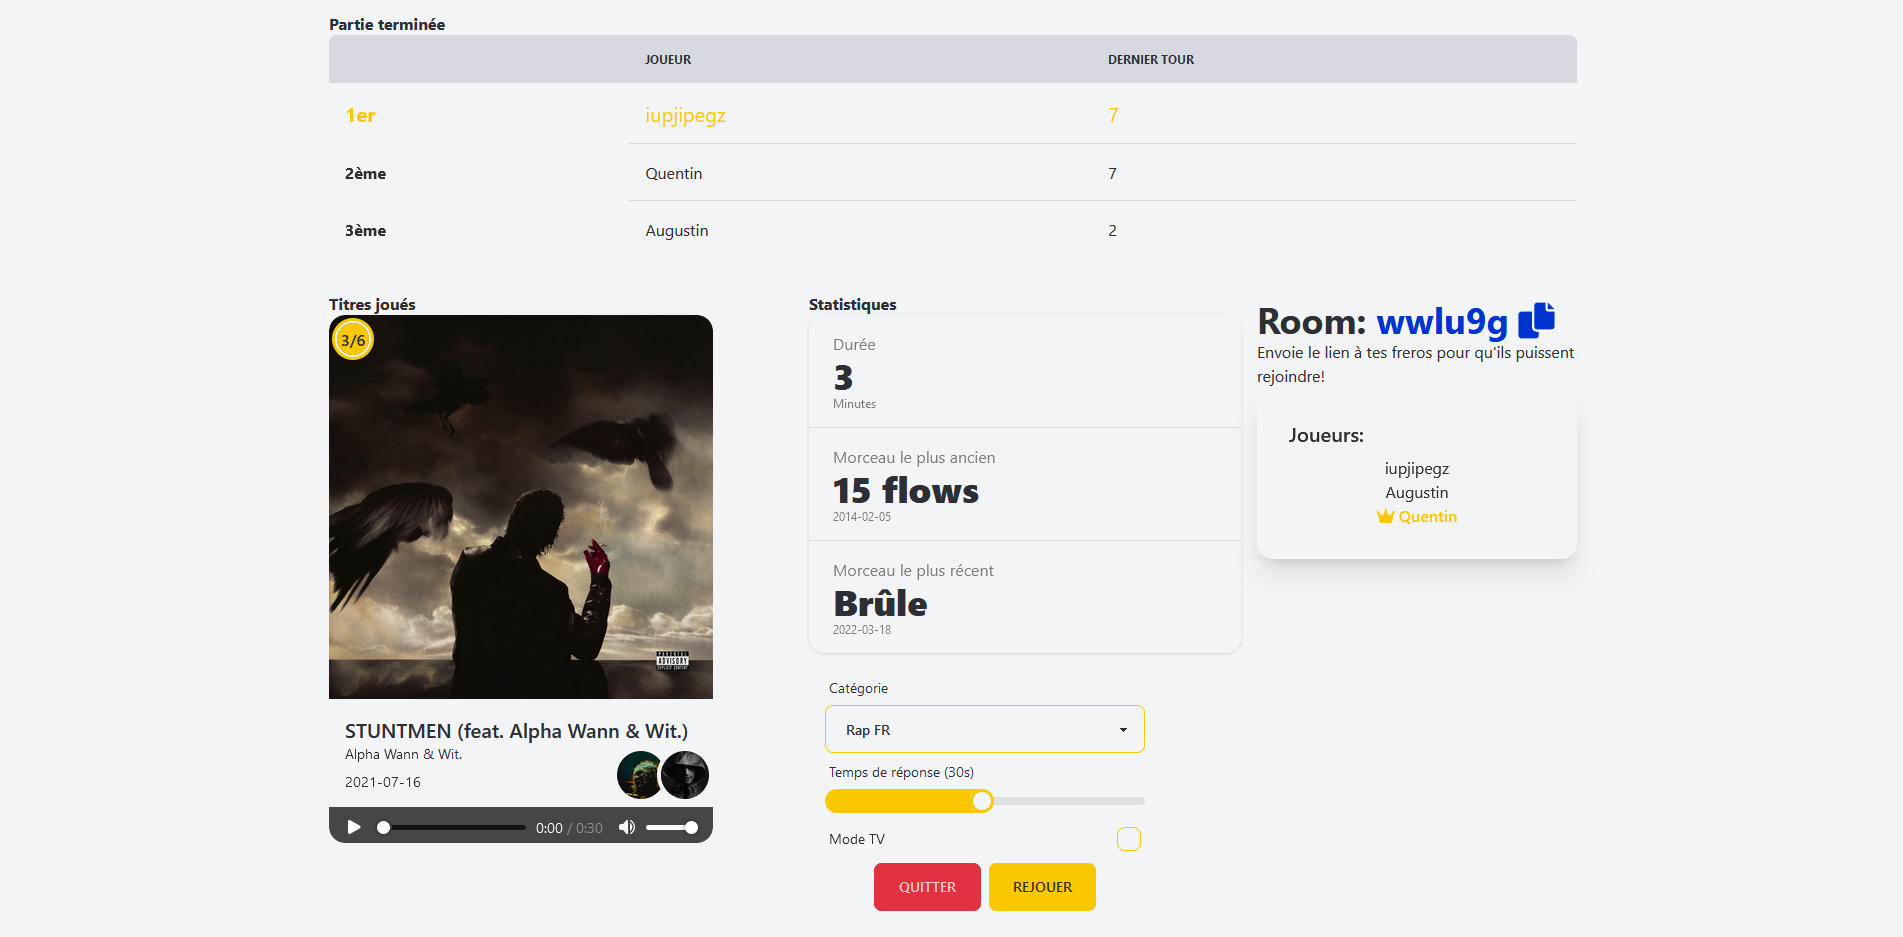 Partie terminée
JOUEUR DERNIER TOUR
1er iupjipegz 7
2ème Quentin 7
3ème Augustin 2
Titres joués
3/6
PARENTAL
ADVISORY
EXPLICIT CONTENT
STUNTMEN (feat. Alpha Wann & Wit.)
Alpha Wann & Wit.
2021-07-16
0:00 / 0:30
Statistiques
Durée
3
Minutes
Morceau le plus ancien
15 flows
2014-02-05
Morceau le plus récent
Brûle
2022-03-18
Catégorie
Rap FR
Temps de réponse (30s)
Mode TV
QUITTER REJOUER
Room: wwlu9g
Envoie le lien à tes freros pour qu'ils puissent
rejoindre!
Joueurs:
iupjipegz
Augustin
Quentin